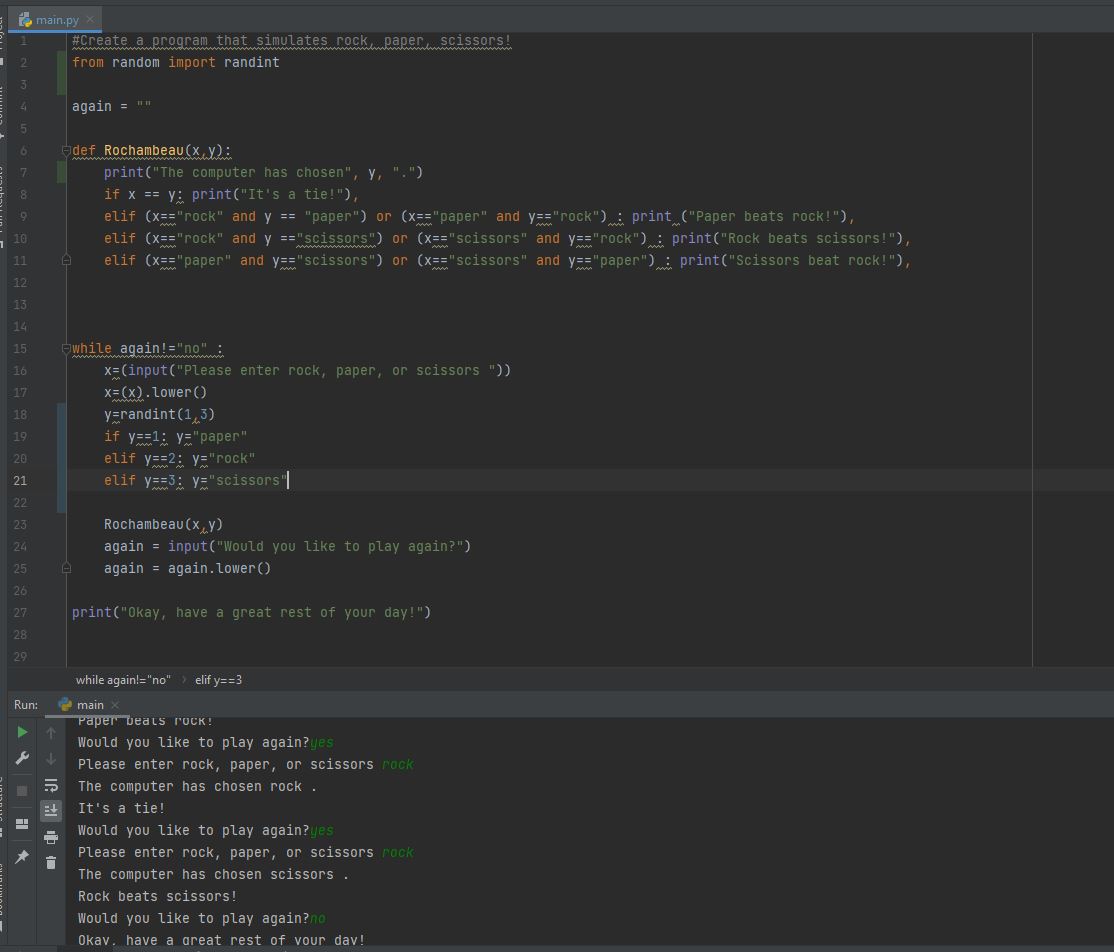 main.py
1 #Create a program that simulates rock, paper, scissors!
2 from random import randint
3
4 again = ""
5
6 def Rochambeau(x,y):
7 print("The computer has chosen", y, ".")
8 if x == y: print("It's a tie!"),
9 elif (x=="rock" and y == "paper") or (x=="paper" and y=="rock") : print ("Paper beats rock!"),
10 elif (x=="rock" and y =="scissors") or (x=="scissors" and y=="rock") : print("Rock beats scissors!"),
11 elif (x=="paper" and y=="scissors") or (x=="scissors" and y=="paper") : print("Scissors beat rock!"),
12
13
14
15 while again!="no" :
16 x=(input("Please enter rock, paper, or scissors "))
17 x=(x).lower()
18 y=randint(1,3)
19 if y==1: y="paper"
20 elif y==2: y="rock"
21 elif y==3: y="scissors"
22
23 Rochambeau(x,y)
24 again = input("Would you like to play again?")
25 again = again.lower()
26
27 print("Okay, have a great rest of your day!")
28
29
while again!="no" › elif y==3
Run: main
Paper beats rock!
Would you like to play again?yes
Please enter rock, paper, or scissors rock
The computer has chosen rock .
It's a tie!
Would you like to play again?yes
Please enter rock, paper, or scissors rock
The computer has chosen scissors .
Rock beats scissors!
Would you like to play again?no
Okay, have a great rest of your day!